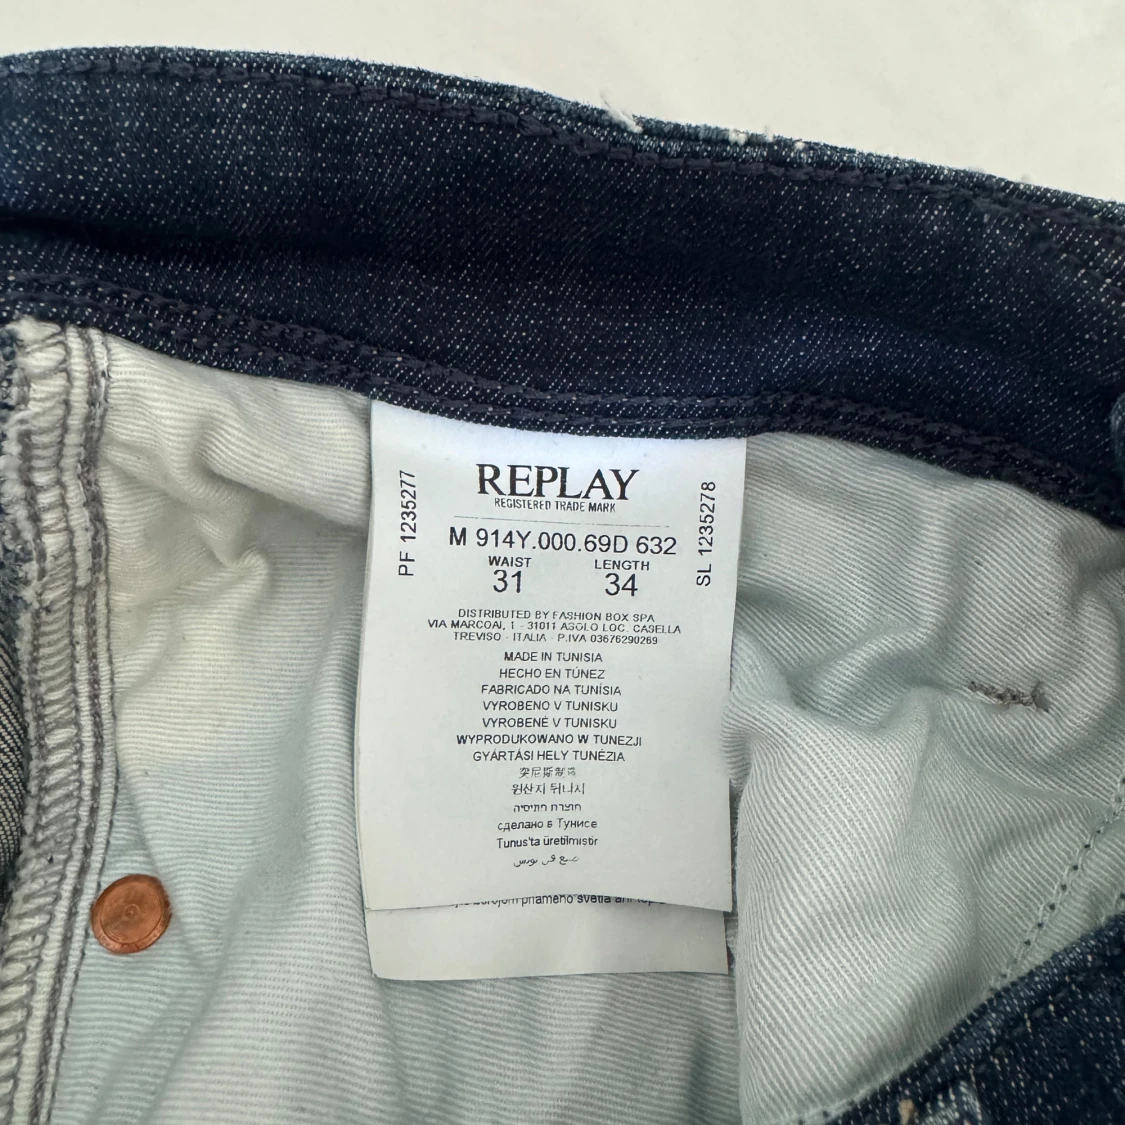 REPLAY
REGISTERED TRADE MARK
PF 1235277
SL 1235278
M 914Y.000.69D 632
WAIST LENGTH
31 34
DISTRIBUTED BY FASHION BOX SPA
VIA MARCOAI, 1 - 31011 ASOLO LOC. CASELLA
TREVISO - ITALIA - P.IVA 03676290269
MADE IN TUNISIA
HECHO EN TÚNEZ
FABRICADO NA TUNÍSIA
VYROBENO V TUNISKU
VYROBENÉ V TUNISKU
WYPRODUKOWANO W TUNEZJI
GYÁRTÁSI HELY TUNÉZIA
突尼斯制造
원산지 튀니지
сделано в Тунисе
Tunus'ta üretilmiştir
priameho svetla ani